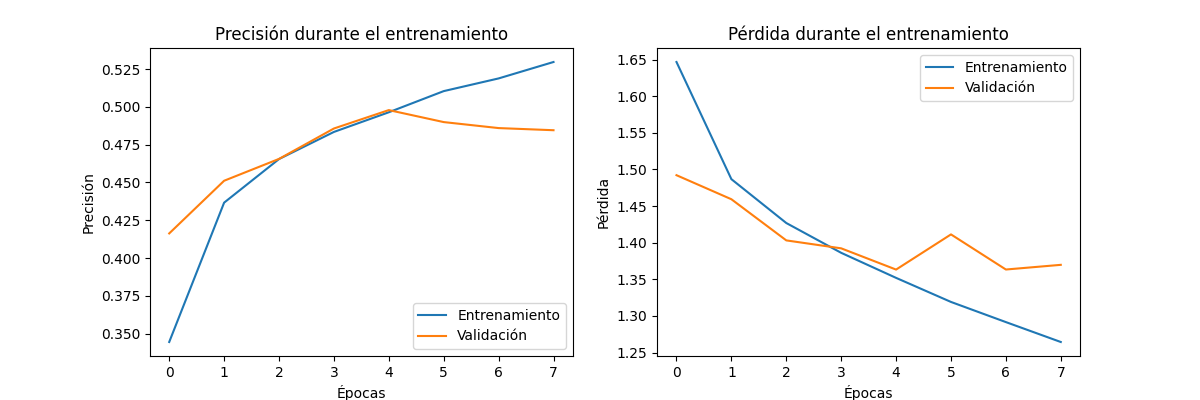 Precisión durante el entrenamiento
0.525
0.500
0.475
0.450
0.425
0.400
0.375
0.350
Precisión
Entrenamiento
Validación
0 1 2 3 4 5 6 7
Épocas
Pérdida durante el entrenamiento
1.65
1.60
1.55
1.50
1.45
1.40
1.35
1.30
1.25
Pérdida
Entrenamiento
Validación
0 1 2 3 4 5 6 7
Épocas